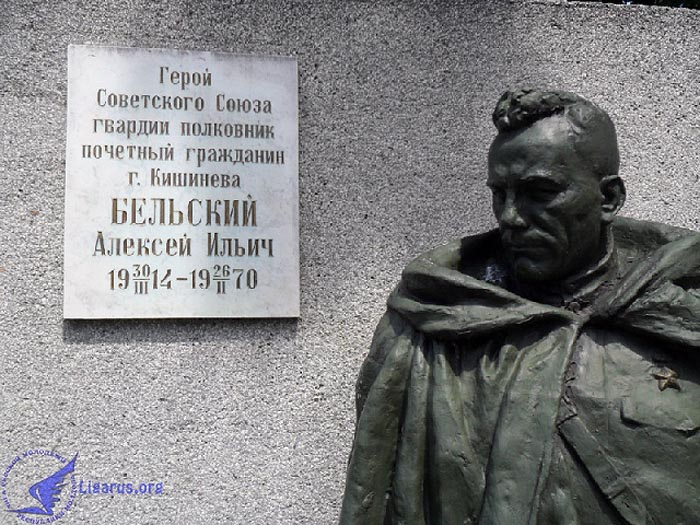 Герой
Советского Союза
гвардии полковник
почетный гражданин
г. Кишинева
БЕЛЬСКИЙ
Алексей Ильич
19 30/III 14 – 19 26/II 70
Ligarus.org